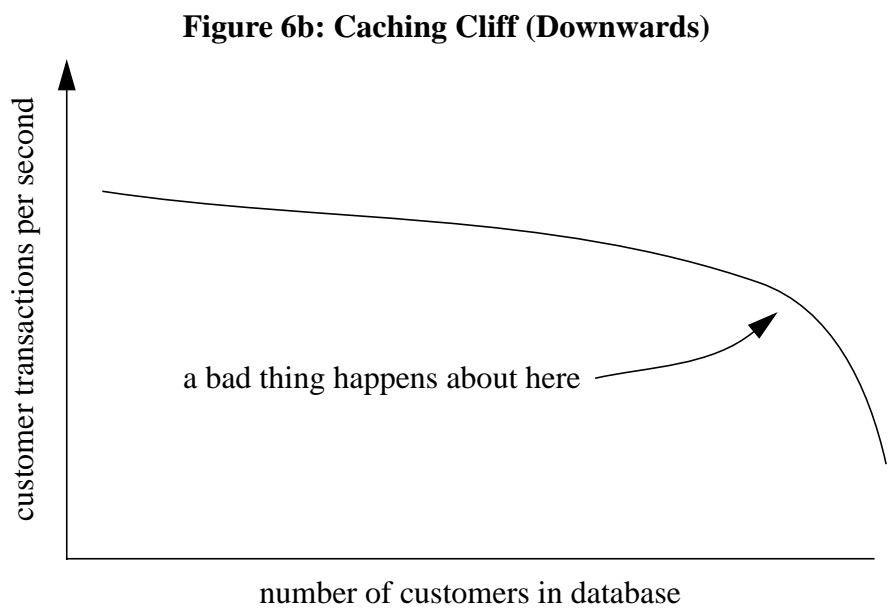 Figure 6b: Caching Cliff (Downwards)
customer transactions per second
a bad thing happens about here
number of customers in database